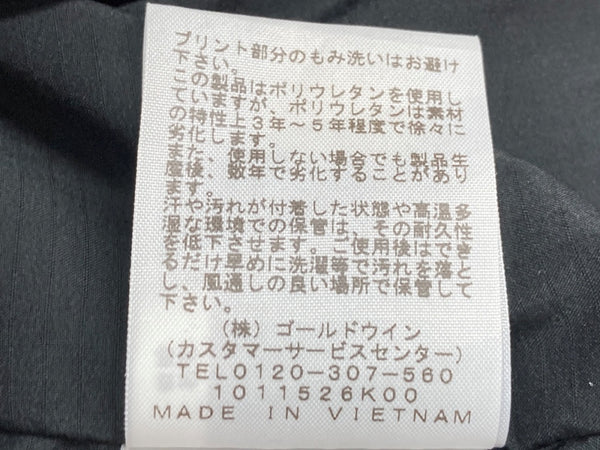 プリント部分のもみ洗いはお避け
下さい。
この製品はポリウレタンを使用し
ていますが、ポリウレタンは素材
の特性上3年～5年程度で徐々に
劣化します。
また、使用しない場合でも製品生
産後、数年で劣化することがあり
ます。
汗や汚れが付着した状態や高温多
湿な環境での保管は、その耐久性
を低下させます。ご使用後はでき
るだけ早めに洗濯等で汚れを落と
し、風通しの良い場所で保管して
下さい。
（株）ゴールドウイン
（カスタマーサービスセンター）
TEL0120-307-560
1011526K00
MADE IN VIETNAM